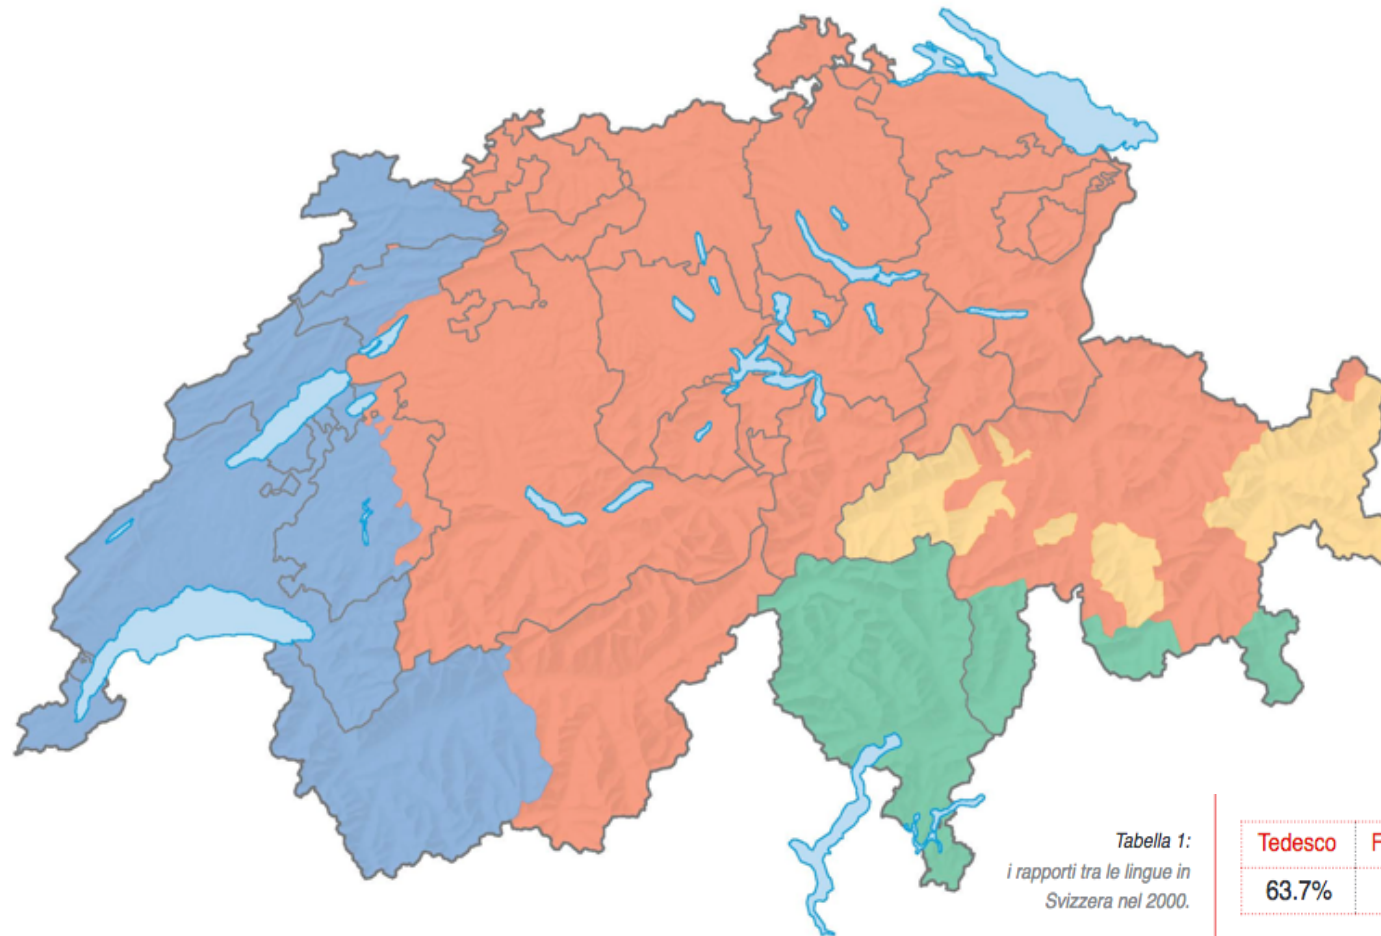 Tabella 1:
i rapporti tra le lingue in
Svizzera nel 2000.
Tedesco F
63.7%